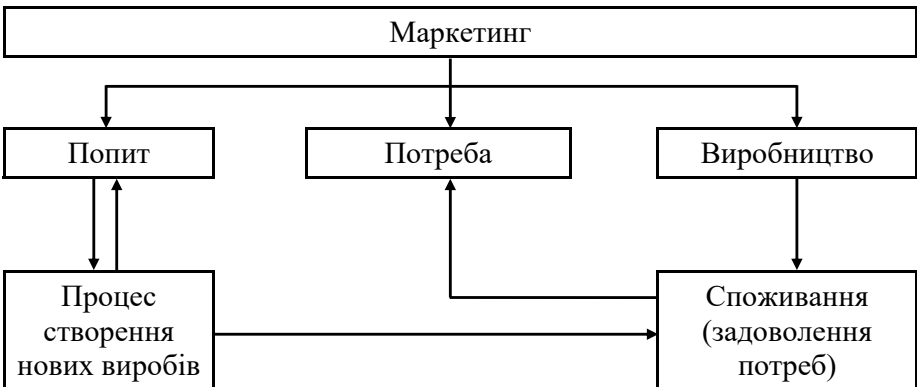 Маркетинг
Попит
Потреба
Виробництво
Процес
створення
нових виробів
Споживання
(задоволення
потреб)